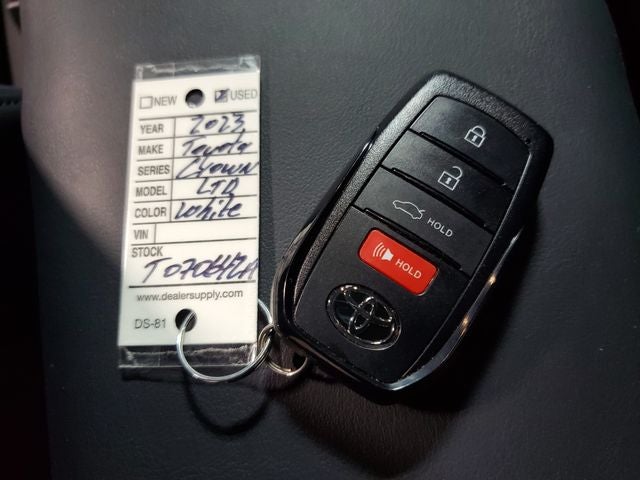 NEW USED
YEAR 2023
MAKE Toyota
SERIES Crown
MODEL LTD
COLOR White
VIN
STOCK
www.dealersupply.com
DS-81
HOLD
HOLD